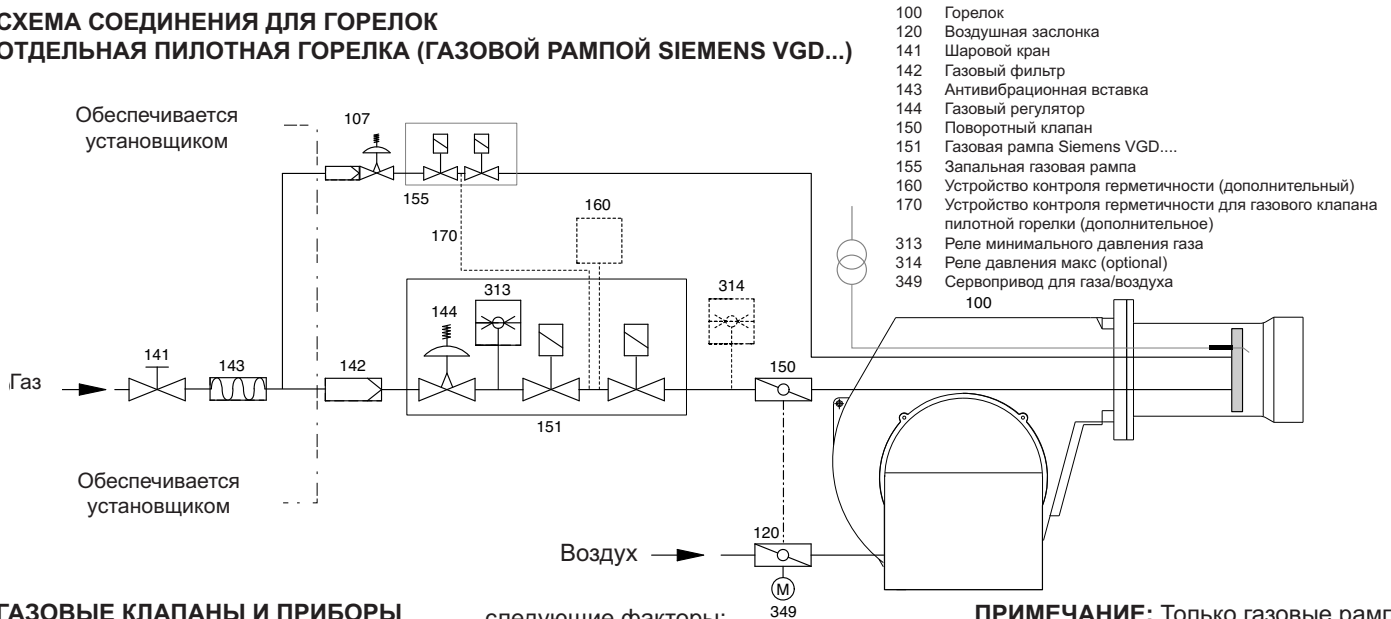 СХЕМА СОЕДИНЕНИЯ ДЛЯ ГОРЕЛОК
ОТДЕЛЬНАЯ ПИЛОТНАЯ ГОРЕЛКА (ГАЗОВОЙ РАМПОЙ SIEMENS VGD...)
100 Горелок
120 Воздушная заслонка
141 Шаровой кран
142 Газовый фильтр
143 Антивибрационная вставка
144 Газовый регулятор
150 Поворотный клапан
151 Газовая рампа Siemens VGD....
155 Запальная газовая рампа
160 Устройство контроля герметичности (дополнительный)
170 Устройство контроля герметичности для газового клапана
пилотной горелки (дополнительное)
313 Реле минимального давления газа
314 Реле давления макс (optional)
349 Сервопривод для газа/воздуха
Обеспечивается
установщиком
107
155
160
170
313
314
100
144
141
143
142
150
Газ
151
Обеспечивается
установщиком
120
Воздух
M
349
ГАЗОВЫЕ КЛАПАНЫ И ПРИБОРЫ
следующие факторы:
ПРИМЕЧАНИЕ: Только газовые рамп